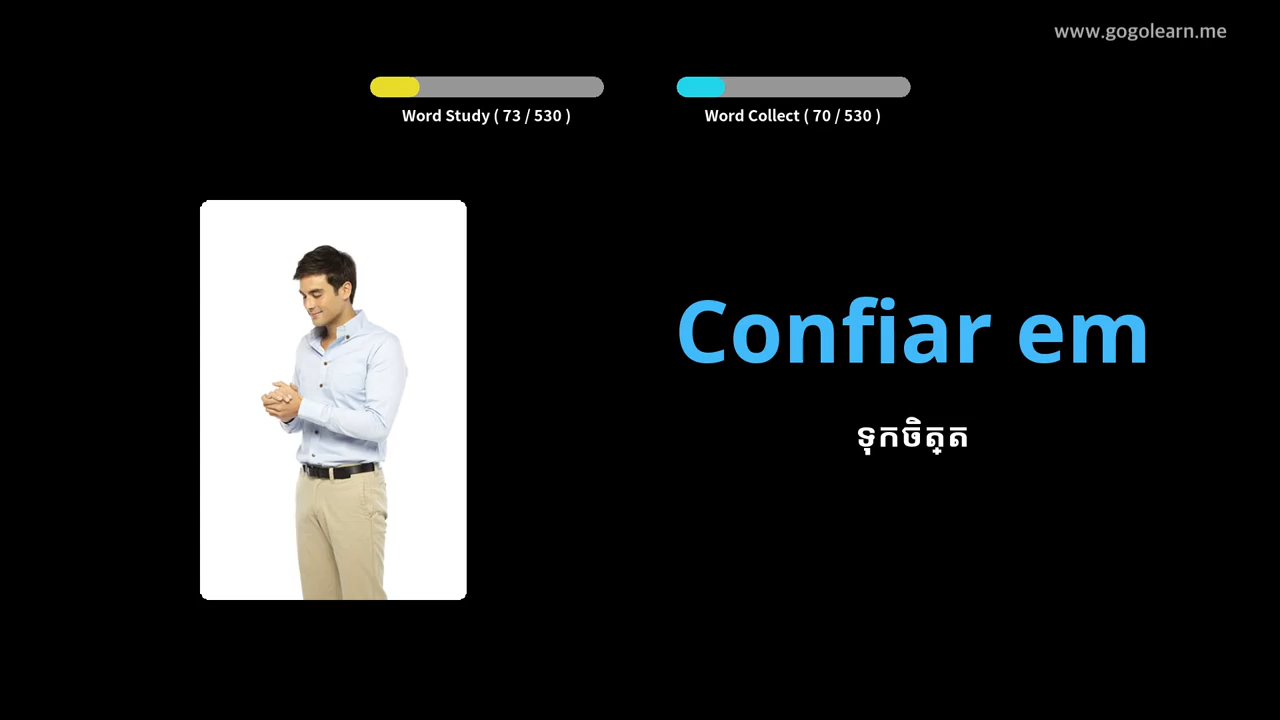 www.gogolearn.me
Word Study ( 73 / 530 )
Word Collect ( 70 / 530 )
Confiar em
ទុកចិត្ត